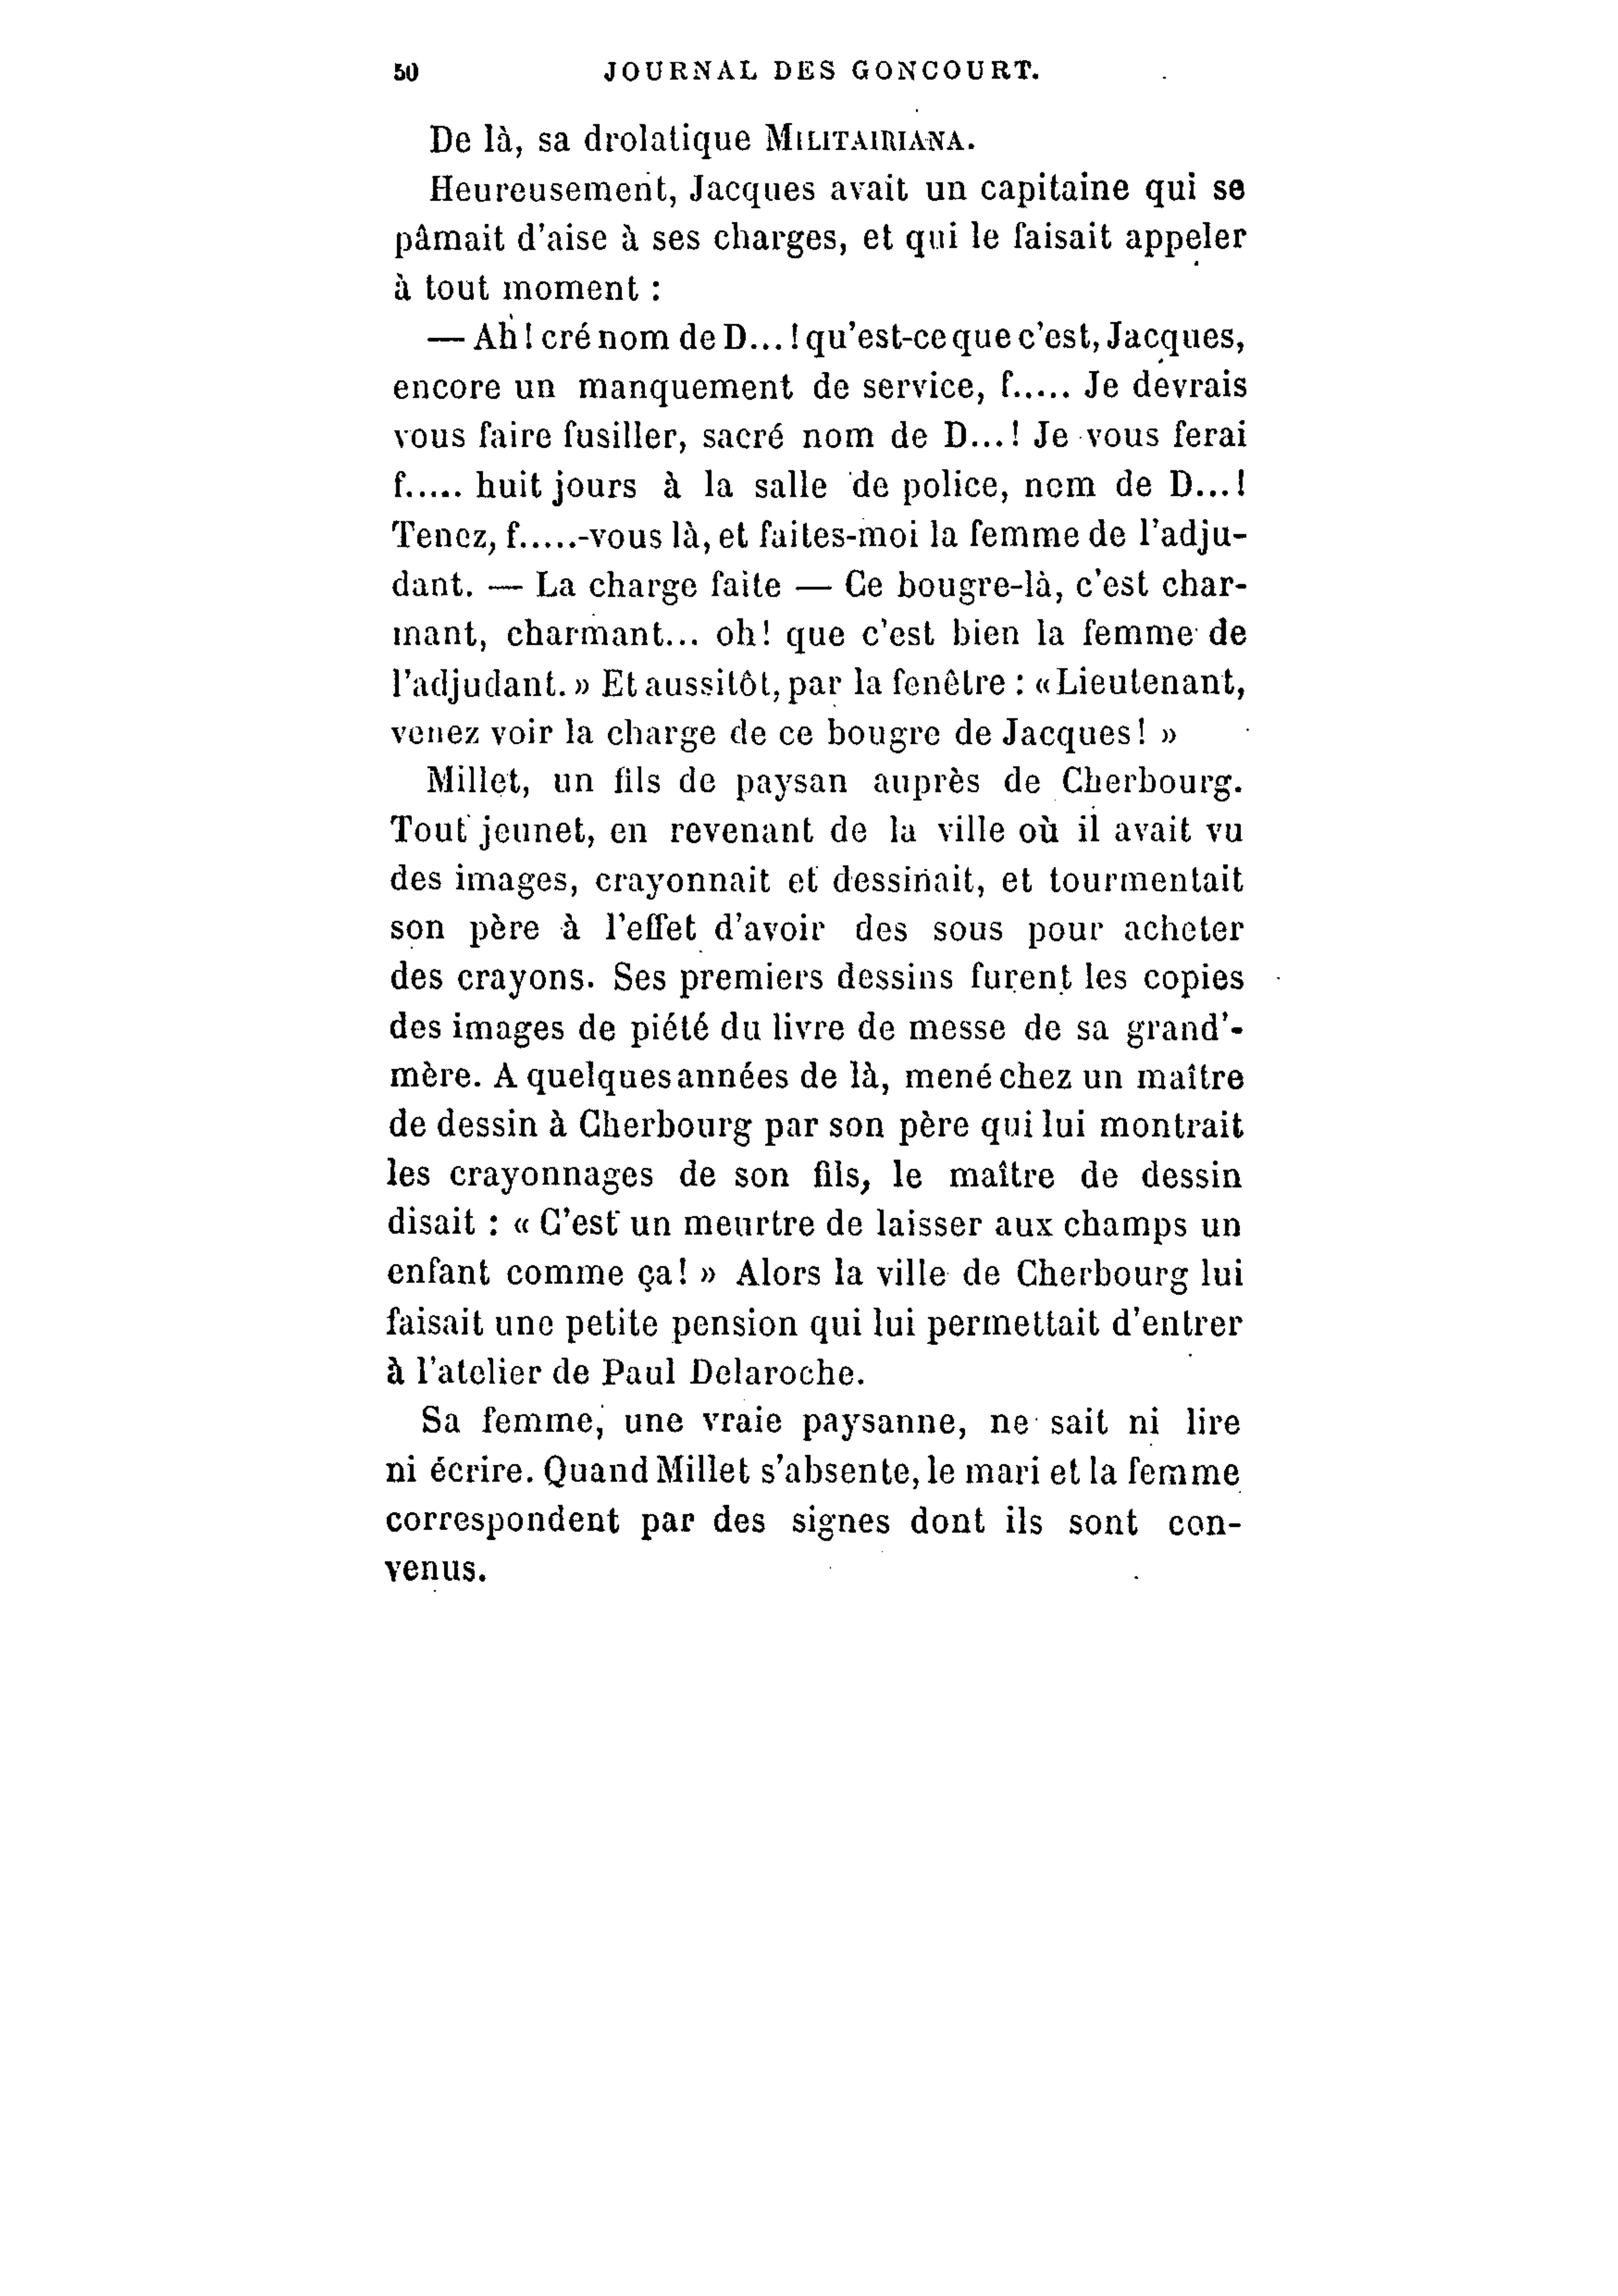 50 JOURNAL DES GONCOURT.
De là, sa drolatique MILITAIRIANA.
Heureusement, Jacques avait un capitaine qui se
pâmait d'aise à ses charges, et qui le faisait appeler
à tout moment :
— Ah! cré nom de D...! qu'est-ce que c'est, Jacques,
encore un manquement de service, f..... Je devrais
vous faire fusiller, sacré nom de D...! Je vous ferai
f..... huit jours à la salle de police, nom de D...!
Tenez, f.....-vous là, et faites-moi la femme de l'adju-
dant. — La charge faite — Ce bougre-là, c'est char-
mant, charmant... oh! que c'est bien la femme de
l'adjudant. » Et aussitôt, par la fenêtre : « Lieutenant,
venez voir la charge de ce bougre de Jacques! »
Millet, un fils de paysan auprès de Cherbourg.
Tout jeunet, en revenant de la ville où il avait vu
des images, crayonnait et dessinait, et tourmentait
son père à l'effet d'avoir des sous pour acheter
des crayons. Ses premiers dessins furent les copies
des images de piété du livre de messe de sa grand'-
mère. A quelques années de là, mené chez un maître
de dessin à Cherbourg par son père qui lui montrait
les crayonnages de son fils, le maître de dessin
disait : « C'est un meurtre de laisser aux champs un
enfant comme ça! » Alors la ville de Cherbourg lui
faisait une petite pension qui lui permettait d'entrer
à l'atelier de Paul Delaroche.
Sa femme, une vraie paysanne, ne sait ni lire
ni écrire. Quand Millet s'absente, le mari et la femme
correspondent par des signes dont ils sont con-
venus.